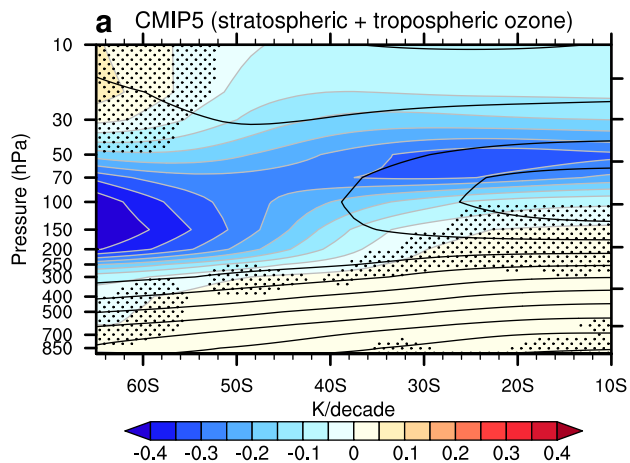 a CMIP5 (stratospheric + tropospheric ozone)
10
30
50
70
100
150
200
250
300
400
500
700
850
Pressure (hPa)
60S 50S 40S 30S 20S 10S
K/decade
-0.4 -0.3 -0.2 -0.1 0 0.1 0.2 0.3 0.4